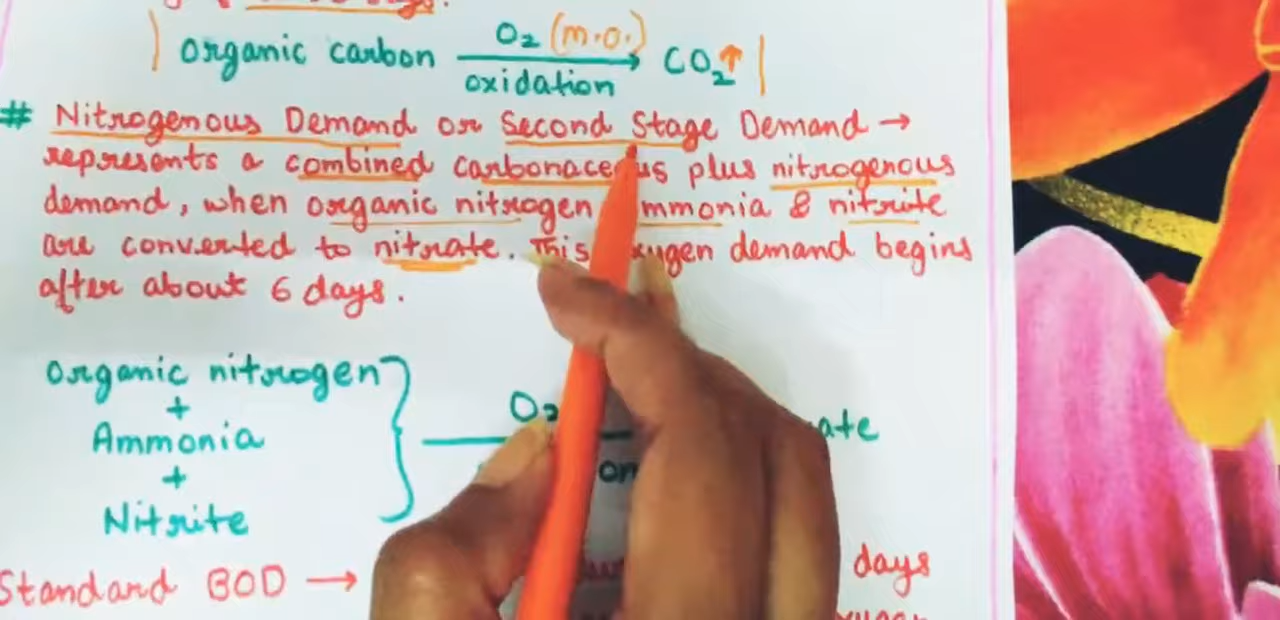 organic carbon O₂ (m.o.) oxidation → CO₂↑
# Nitrogenous Demand or Second Stage Demand →
represents a combined carbonaceous plus nitrogenous
demand, when organic nitrogen ammonia & nitrite
are converted to nitrate. This oxygen demand begins
after about 6 days.
Organic nitrogen
+
Ammonia O₂
+
Nitrite
Standard BOD → days